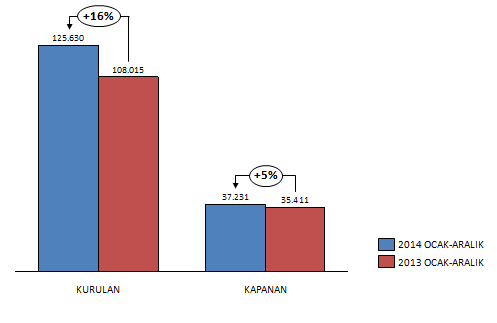 +16%
125.630
108.015
+5%
37.231
35.411
2014 OCAK-ARALIK
2013 OCAK-ARALIK
KURULAN
KAPANAN